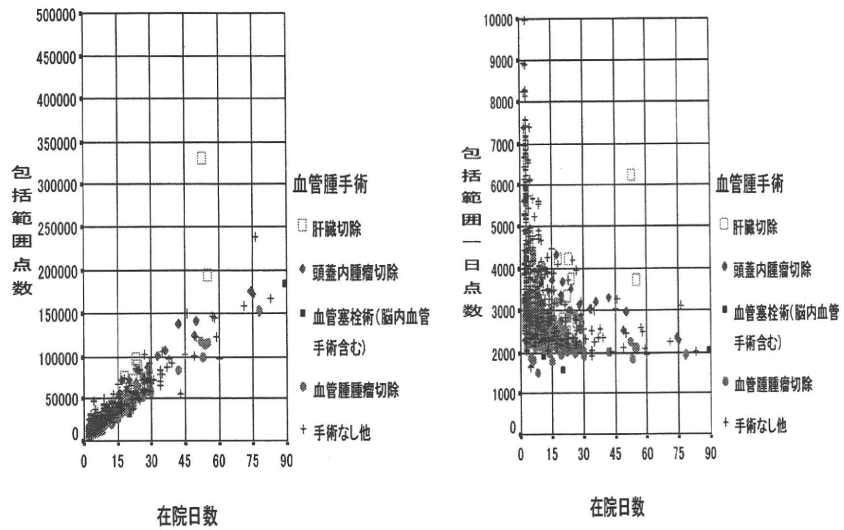 500000
450000
400000
350000
300000
250000
200000
150000
100000
50000
0
包括範囲点数
0 15 30 45 60 75 90
在院日数
血管腫手術
肝臓切除
頭蓋内腫瘤切除
血管塞栓術(脳内血管
手術含む)
血管腫腫瘤切除
手術なし他
10000
9000
8000
7000
6000
5000
4000
3000
2000
1000
0
包括範囲一日点数
0 15 30 45 60 75 90
在院日数
血管腫手術
肝臓切除
頭蓋内腫瘤切除
血管塞栓術(脳内血管
手術含む)
血管腫腫瘤切除
手術なし他